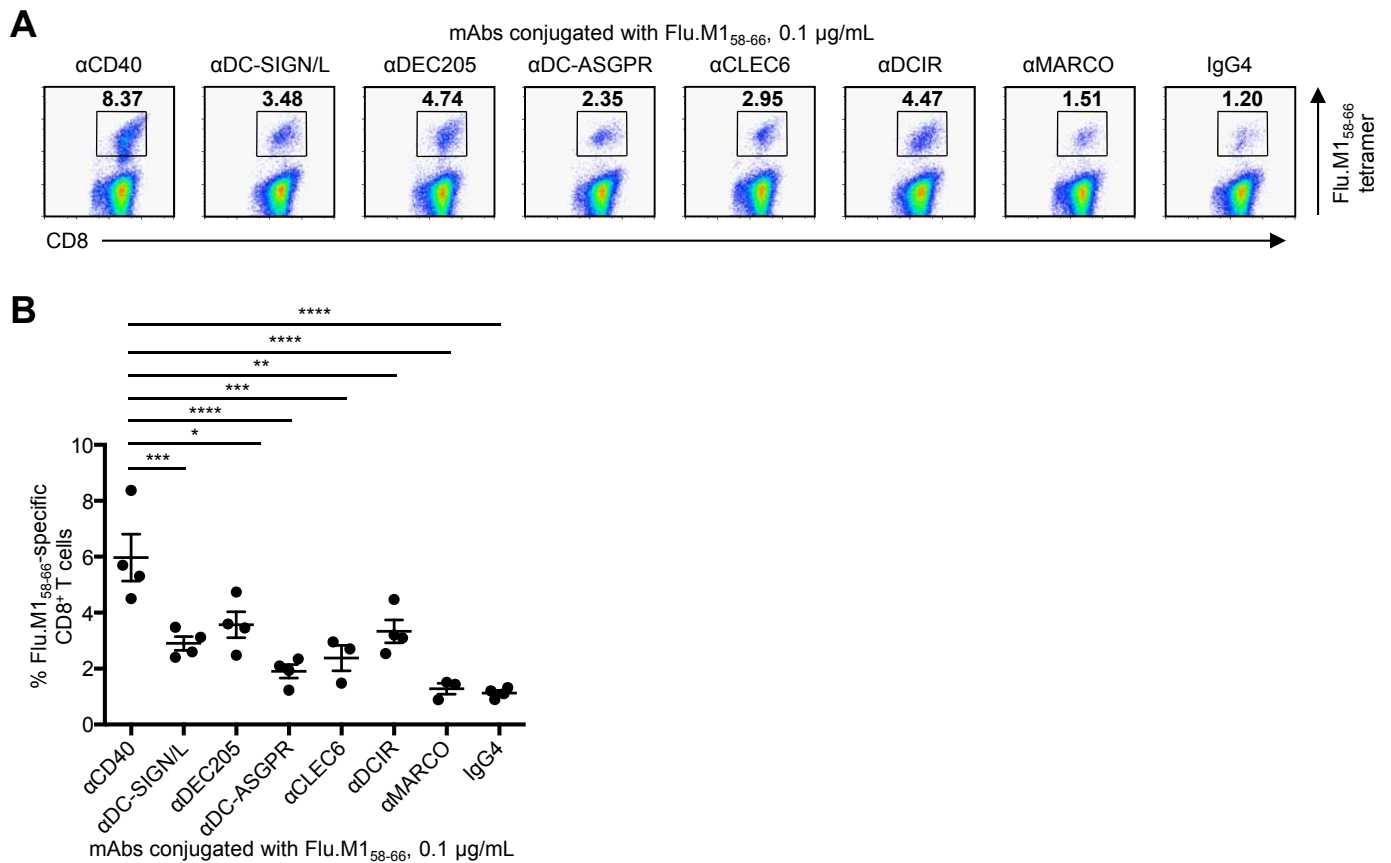 A
mAbs conjugated with Flu.M1₅₈₋₆₆, 0.1 µg/mL
αCD40 αDC-SIGN/L αDEC205 αDC-ASGPR αCLEC6 αDCIR αMARCO IgG4
8.37 3.48 4.74 2.35 2.95 4.47 1.51 1.20
Flu.M1₅₈₋₆₆
tetramer
CD8
B
****
****
**
***
****
*
***
% Flu.M1₅₈₋₆₆-specific
CD8⁺ T cells
10
8
6
4
2
0
αCD40
αDC-SIGN/L
αDEC205
αDC-ASGPR
αCLEC6
αDCIR
αMARCO
IgG4
mAbs conjugated with Flu.M1₅₈₋₆₆, 0.1 µg/mL